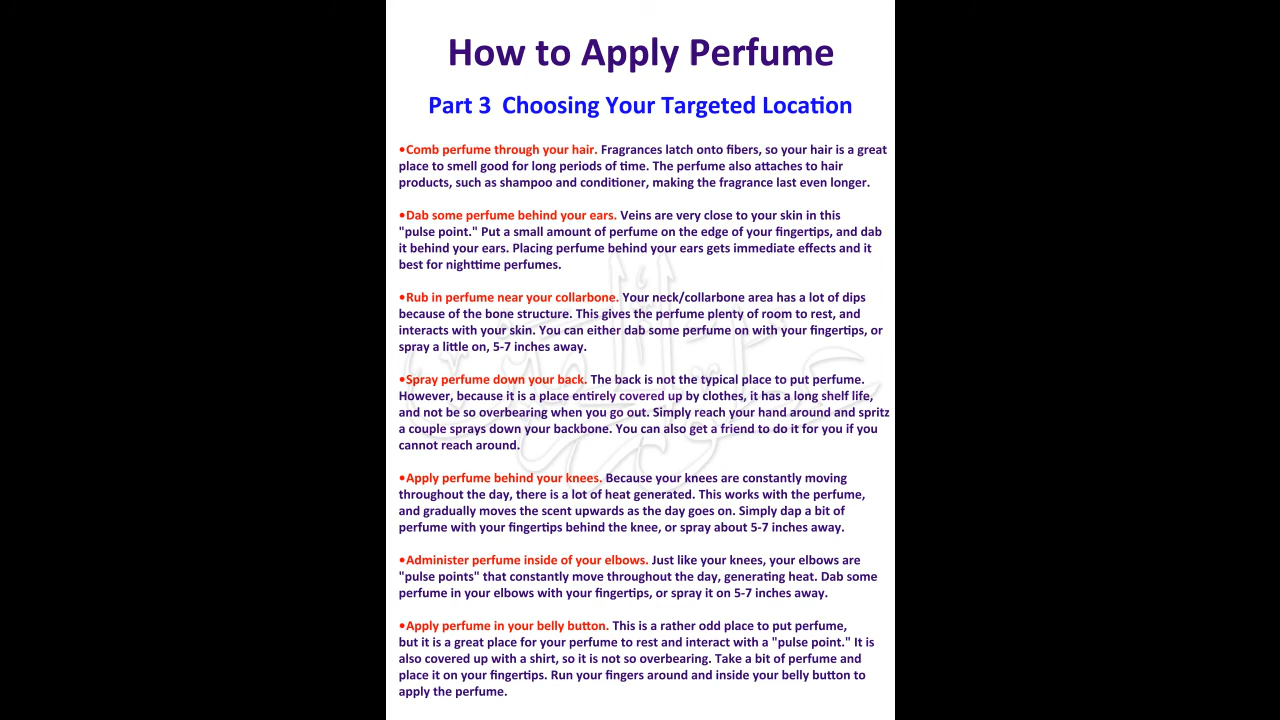 How to Apply Perfume
Part 3 Choosing Your Targeted Location
•Comb perfume through your hair. Fragrances latch onto fibers, so your hair is a great
place to smell good for long periods of time. The perfume also attaches to hair
products, such as shampoo and conditioner, making the fragrance last even longer.
•Dab some perfume behind your ears. Veins are very close to your skin in this
"pulse point." Put a small amount of perfume on the edge of your fingertips, and dab
it behind your ears. Placing perfume behind your ears gets immediate effects and it
best for nighttime perfumes.
•Rub in perfume near your collarbone. Your neck/collarbone area has a lot of dips
because of the bone structure. This gives the perfume plenty of room to rest, and
interacts with your skin. You can either dab some perfume on with your fingertips, or
spray a little on, 5-7 inches away.
•Spray perfume down your back. The back is not the typical place to put perfume.
However, because it is a place entirely covered up by clothes, it has a long shelf life,
and not be so overbearing when you go out. Simply reach your hand around and spritz
a couple sprays down your backbone. You can also get a friend to do it for you if you
cannot reach around.
•Apply perfume behind your knees. Because your knees are constantly moving
throughout the day, there is a lot of heat generated. This works with the perfume,
and gradually moves the scent upwards as the day goes on. Simply dap a bit of
perfume with your fingertips behind the knee, or spray about 5-7 inches away.
•Administer perfume inside of your elbows. Just like your knees, your elbows are
"pulse points" that constantly move throughout the day, generating heat. Dab some
perfume in your elbows with your fingertips, or spray it on 5-7 inches away.
•Apply perfume in your belly button. This is a rather odd place to put perfume,
but it is a great place for your perfume to rest and interact with a "pulse point." It is
also covered up with a shirt, so it is not so overbearing. Take a bit of perfume and
place it on your fingertips. Run your fingers around and inside your belly button to
apply the perfume.